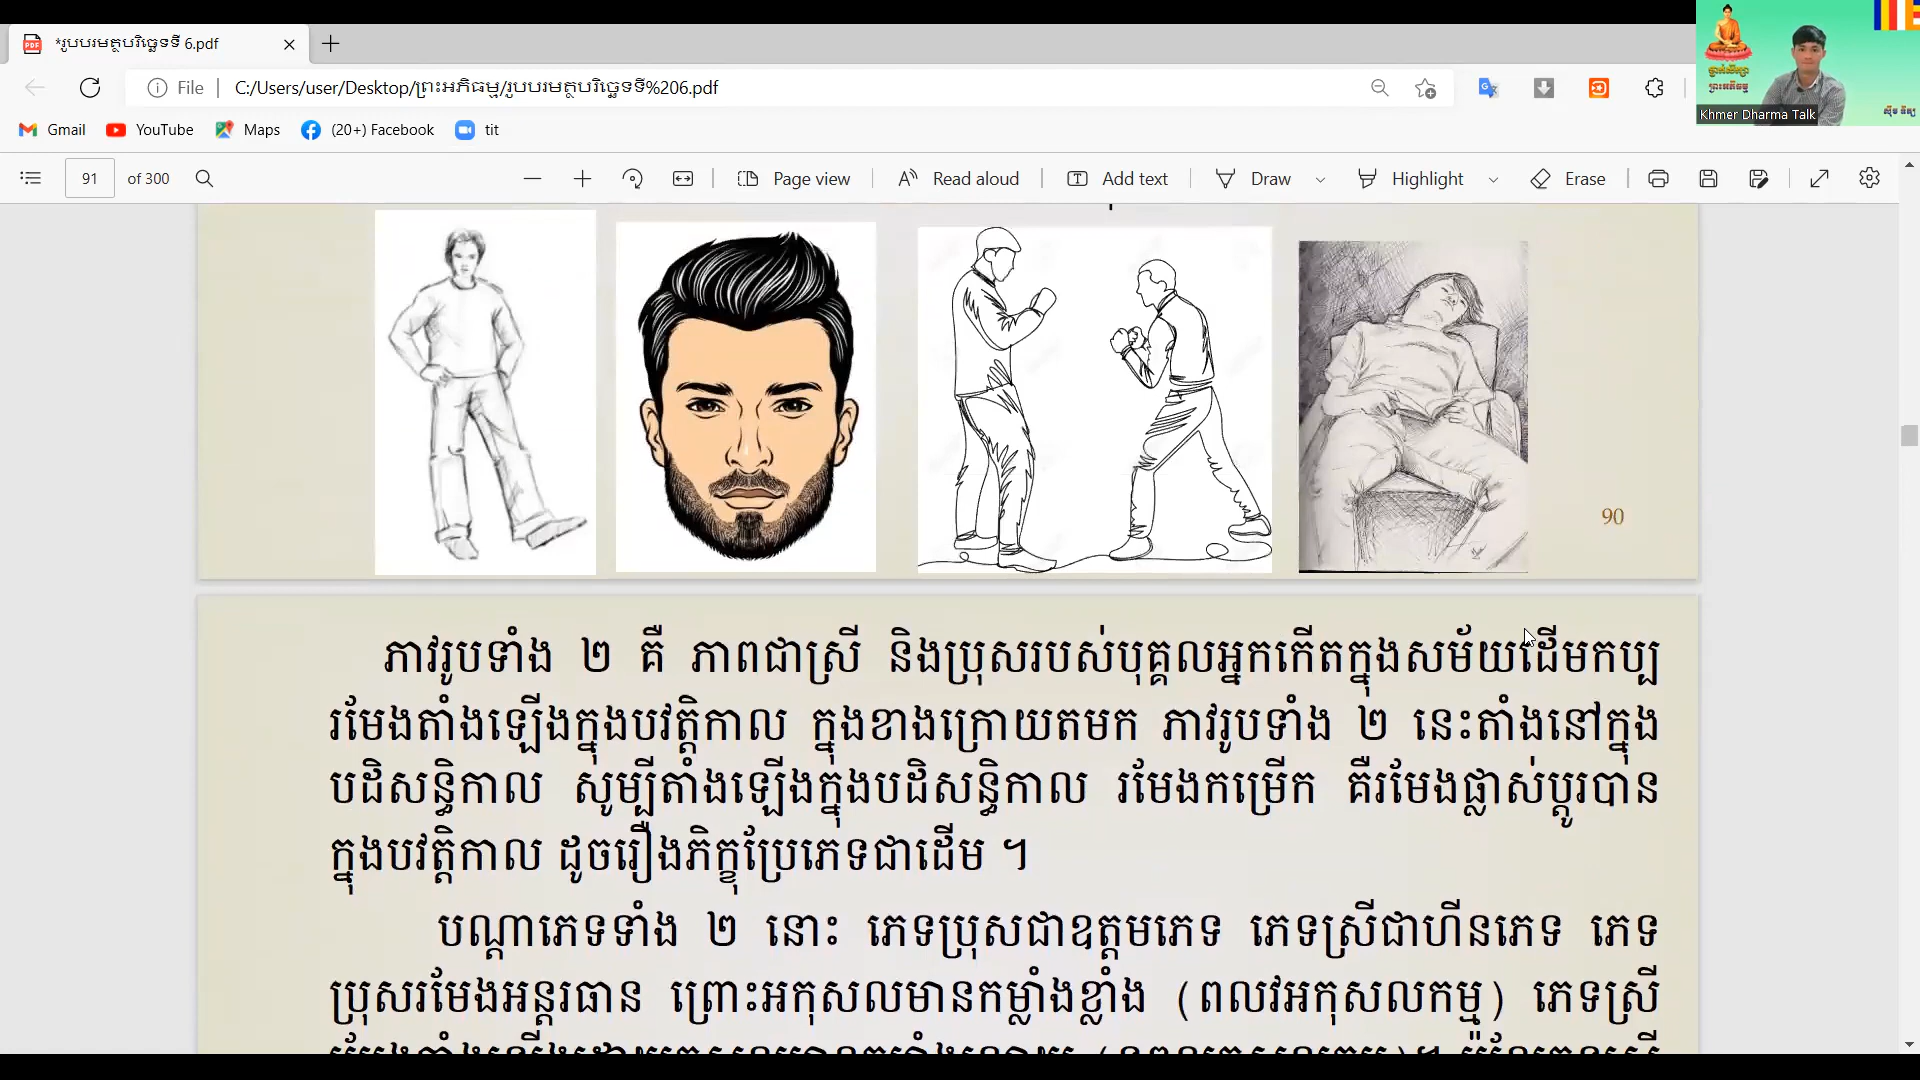 *រូបបរមត្ថបរិច្ឆេទទី 6.pdf
File C:/Users/user/Desktop/ព្រះអភិធម្ម/រូបបរមត្ថបរិច្ឆេទទី%206.pdf
Gmail YouTube Maps (20+) Facebook tit
Khmer Dharma Talk
91 of 300 Page view Read aloud Add text Draw Highlight Erase
90
ភាវរូបទាំង ២ គឺ ភាពជាស្រី និងប្រុសរបស់បុគ្គលអ្នកកើតក្នុងសម័យដើមកប្ប
រមែងតាំងឡើងក្នុងបវត្តិកាល ក្នុងខាងក្រោយតមក ភាវរូបទាំង ២ នេះតាំងនៅក្នុង
បដិសន្ធិកាល សូម្បីតាំងឡើងក្នុងបដិសន្ធិកាល រមែងកម្រើក គឺរមែងផ្លាស់ប្តូរបាន
ក្នុងបវត្តិកាល ដូចរឿងភិក្ខុប្រែភេទជាដើម ។
បណ្តាភេទទាំង ២ នោះ ភេទប្រុសជាឧត្តមភេទ ភេទស្រីជាហីនភេទ ភេទ
ប្រុសរមែងអន្តរធាន ព្រោះអកុសលមានកម្លាំងខ្លាំង (ពលវអកុសលកម្ម) ភេទស្រី